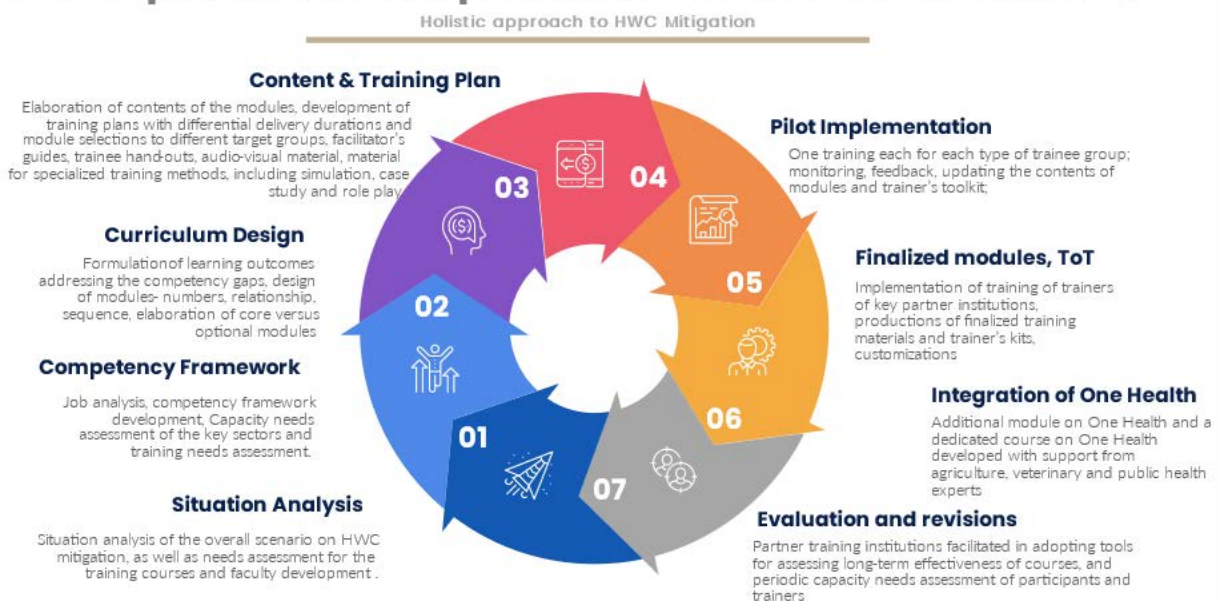 Holistic approach to HWC Mitigation
Content & Training Plan
Elaboration of contents of the modules, development of
training plans with differential delivery durations and
module selections to different target groups, facilitator's
guides, trainee hand-outs, audio-visual material, material
for specialized training methods, including simulation, case
study and role play.
Curriculum Design
Formulationof learning outcomes
addressing the competency gaps, design
of modules- numbers, relationship,
sequence, elaboration of core versus
optional modules
Competency Framework
Job analysis, competency framework
development, Capacity needs
assessment of the key sectors and
training needs assessment.
Situation Analysis
Situation analysis of the overall scenario on HWC
mitigation, as well as needs assessment for the
training courses and faculty development .
01
02
03
04
05
06
07
Pilot Implementation
One training each for each type of trainee group;
monitoring, feedback, updating the contents of
modules and trainer's toolkit;
Finalized modules, ToT
Implementation of training of trainers
of key partner institutions,
productions of finalized training
materials and trainer's kits,
customizations
Integration of One Health
Additional module on One Health and a
dedicated course on One Health
developed with support from
agriculture, veterinary and public health
experts
Evaluation and revisions
Partner training institutions facilitated in adopting tools
for assessing long-term effectiveness of courses, and
periodic capacity needs assessment of participants and
trainers